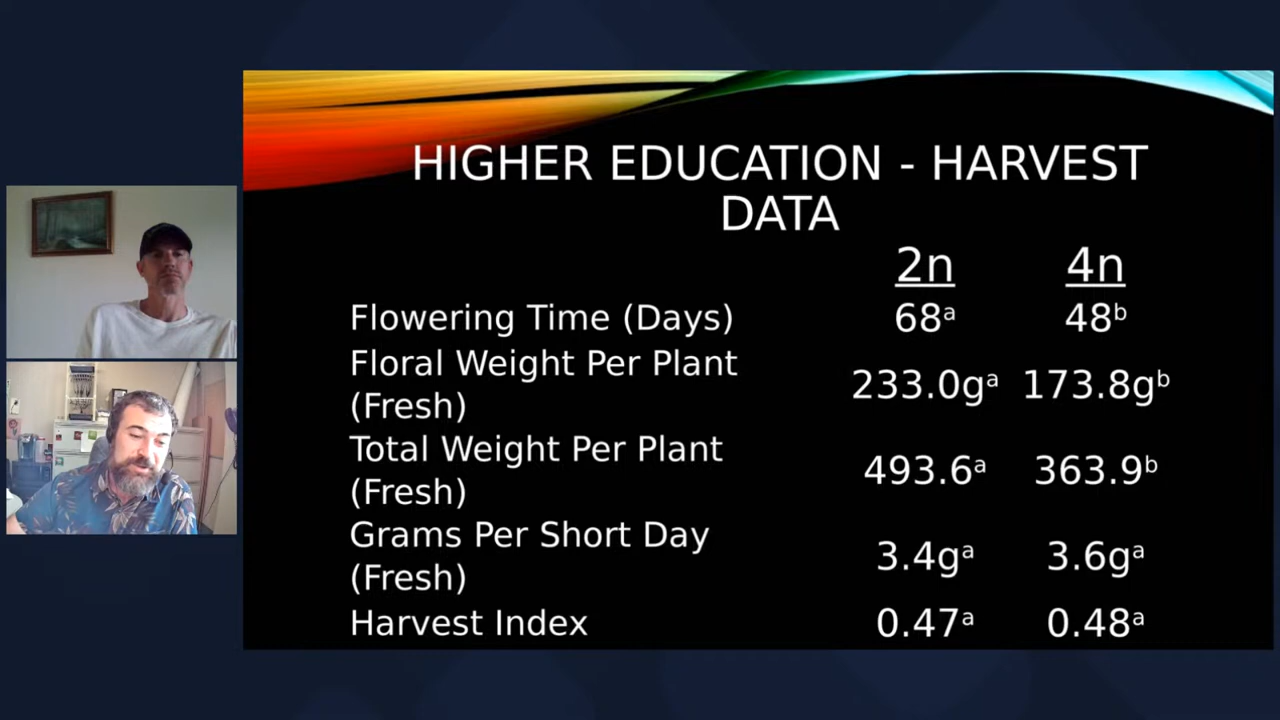 HIGHER EDUCATION - HARVEST
DATA
2n 4n
Flowering Time (Days) 68ᵃ 48ᵇ
Floral Weight Per Plant
(Fresh) 233.0gᵃ 173.8gᵇ
Total Weight Per Plant
(Fresh) 493.6ᵃ 363.9ᵇ
Grams Per Short Day
(Fresh) 3.4gᵃ 3.6gᵃ
Harvest Index 0.47ᵃ 0.48ᵃ